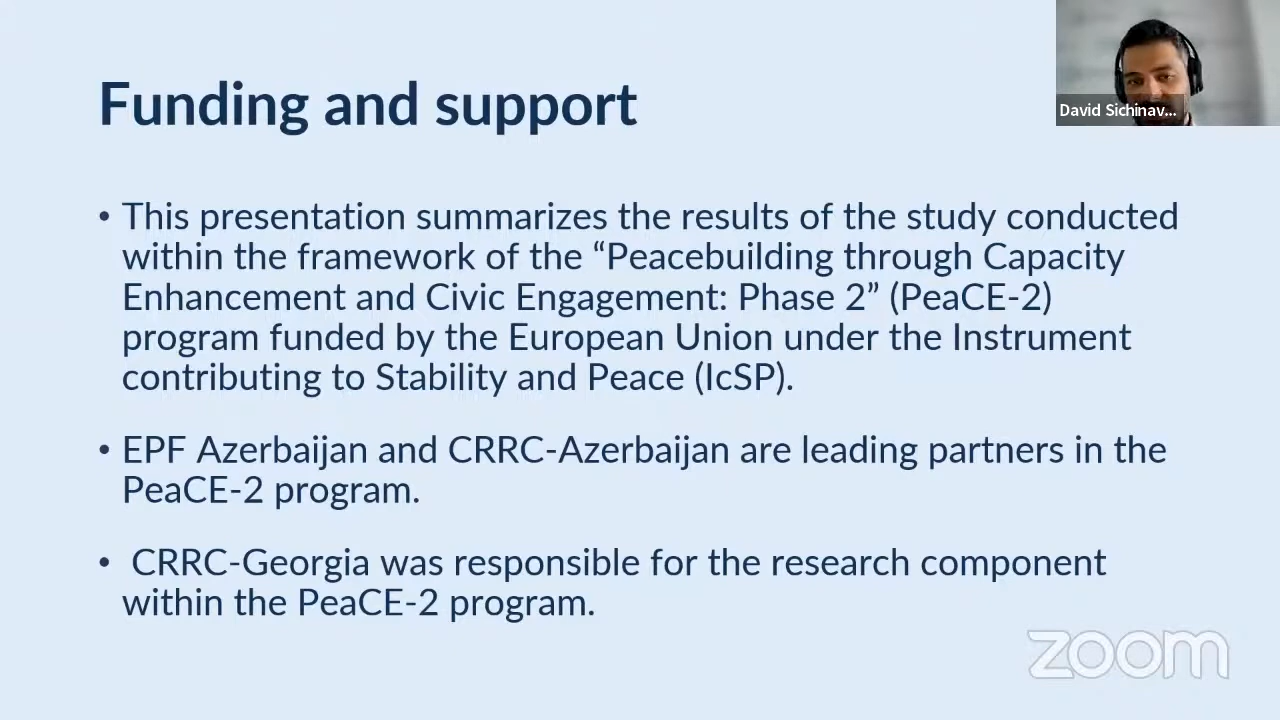 Funding and support
David Sichinav...
• This presentation summarizes the results of the study conducted
within the framework of the “Peacebuilding through Capacity
Enhancement and Civic Engagement: Phase 2” (PeaCE-2)
program funded by the European Union under the Instrument
contributing to Stability and Peace (IcSP).
• EPF Azerbaijan and CRRC-Azerbaijan are leading partners in the
PeaCE-2 program.
• CRRC-Georgia was responsible for the research component
within the PeaCE-2 program.
zoom